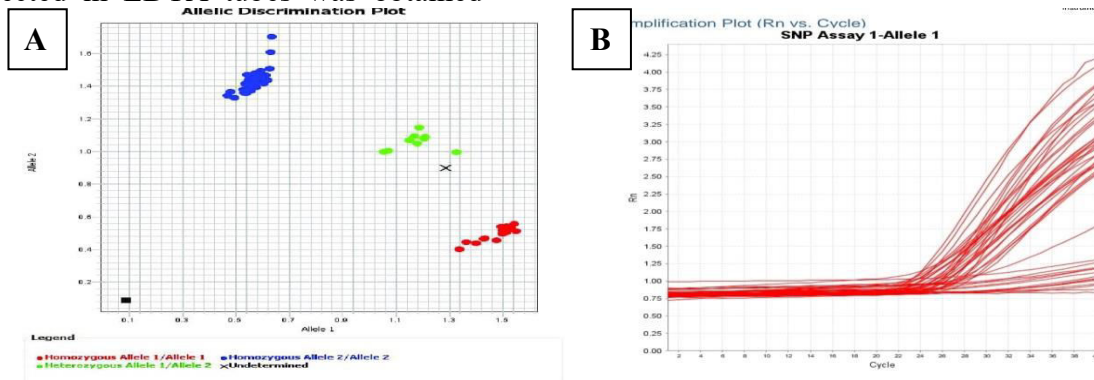 in EDTA tubes was obtained
A
Allelic Discrimination Plot
1.6
1.4
1.2
1.0
0.8
0.6
0.4
0.2
Allele 2
0.1 0.3 0.5 0.7 0.9 1.1 1.3 1.5
Allele 1
Legend
Homozygous Allele 1/Allele 1 Homozygous Allele 2/Allele 2
Heterozygous Allele 1/Allele 2 Undetermined
B
mplification Plot (Rn vs. Cycle)
SNP Assay 1-Allele 1
4.25
4.00
3.75
3.50
3.25
3.00
2.75
2.50
2.25
2.00
1.75
1.50
1.25
1.00
0.75
0.50
0.25
0.00
Rn
2 4 6 8 10 12 14 16 18 20 22 24 26 28 30 32 34 36 38
Cycle